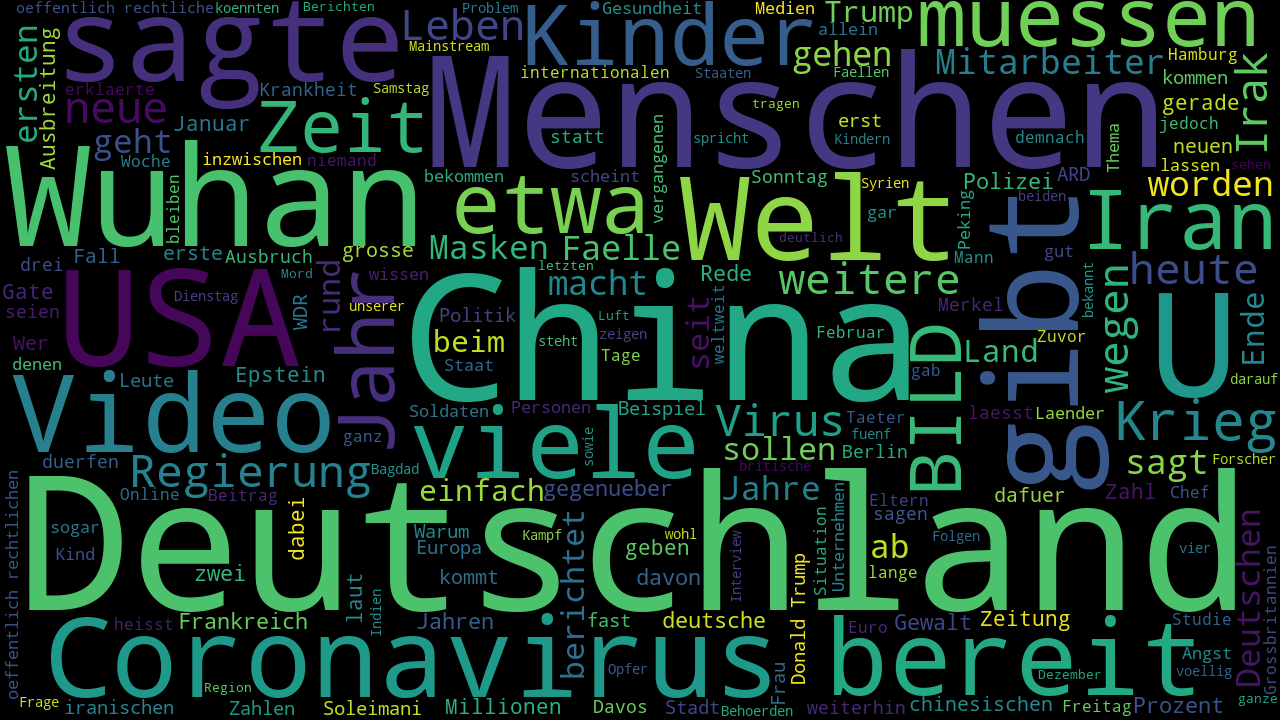 oeffentlich rechtliche
koennten
Berichten
Problem
Gesundheit
Medien
Trump
muessen
sagte
Leben
Kinder
allein
ersten
Ausbreitung
Mainstream
gehen
Mitarbeiter
Hamburg
Irak
internationalen
Staaten
Faellen
kommen
erklaerte
Krankheit
Samstag
Menschen
neue
Zeit
tragen
gerade
geht
Januar
statt
vergangenen
spricht
erst
Kindern
demnach
jedoch
Thema
neuen
Wuhan
Woche
inzwischen
niemand
lassen
sehen
bleiben
bekommen
scheint
Sonntag
Syrien
Polizei
ARD
worden
etwa
Welt
gar
Peking
beiden
gibt
Iran
drei
Fall
erste
Ausbruch
grosse
Masken
Faelle
deutlich
Mann
gut
bekannt
USA
Mord
rund
wissen
letzten
macht
Rede
weitere
heute
Gate
Dienstag
WDR
unserer
China
Luft
seit
weltweit
Merkel
wegen
U
Ende
seien
Jahr
Politik
zeigen
Februar
BILD
Zuvor
Wer
beim
steht
Tage
Land
denen
Staat
gab
darauf
Video
Leute
Epstein
Soldaten
Personen
Beispiel
Virus
Taeter
laesst
Laender
Krieg
ganz
viele
sowie
fuenf
sollen
Berlin
duerfen
Regierung
Bagdad
britische
sagt
Forscher
oeffentlich rechtlichen
Online
Beitrag
dabei
einfach
gegenueber
Jahre
Unternehmen
Eltern
dafuer
Zahl
Chef
Deutschland
sogar
Warum
Kampf
berichtet
wohl
Situation
sagen
Deutschen
Kind
Europa
geben
Interview
ab
Folgen
vier
Grossbritannien
zwei
laut
kommt
davon
Donald Trump
lange
Indien
heisst
Frankreich
Jahren
fast
deutsche
Euro
Gewalt
Zeitung
Studie
Coronavirus
Opfer
Frau
bereit
Angst
Dezember
voellig
Region
Frage
iranischen
Zahlen
Soleimani
Millionen
Davos
Stadt
Behoerden
weiterhin
chinesischen
Freitag
Prozent
ganze